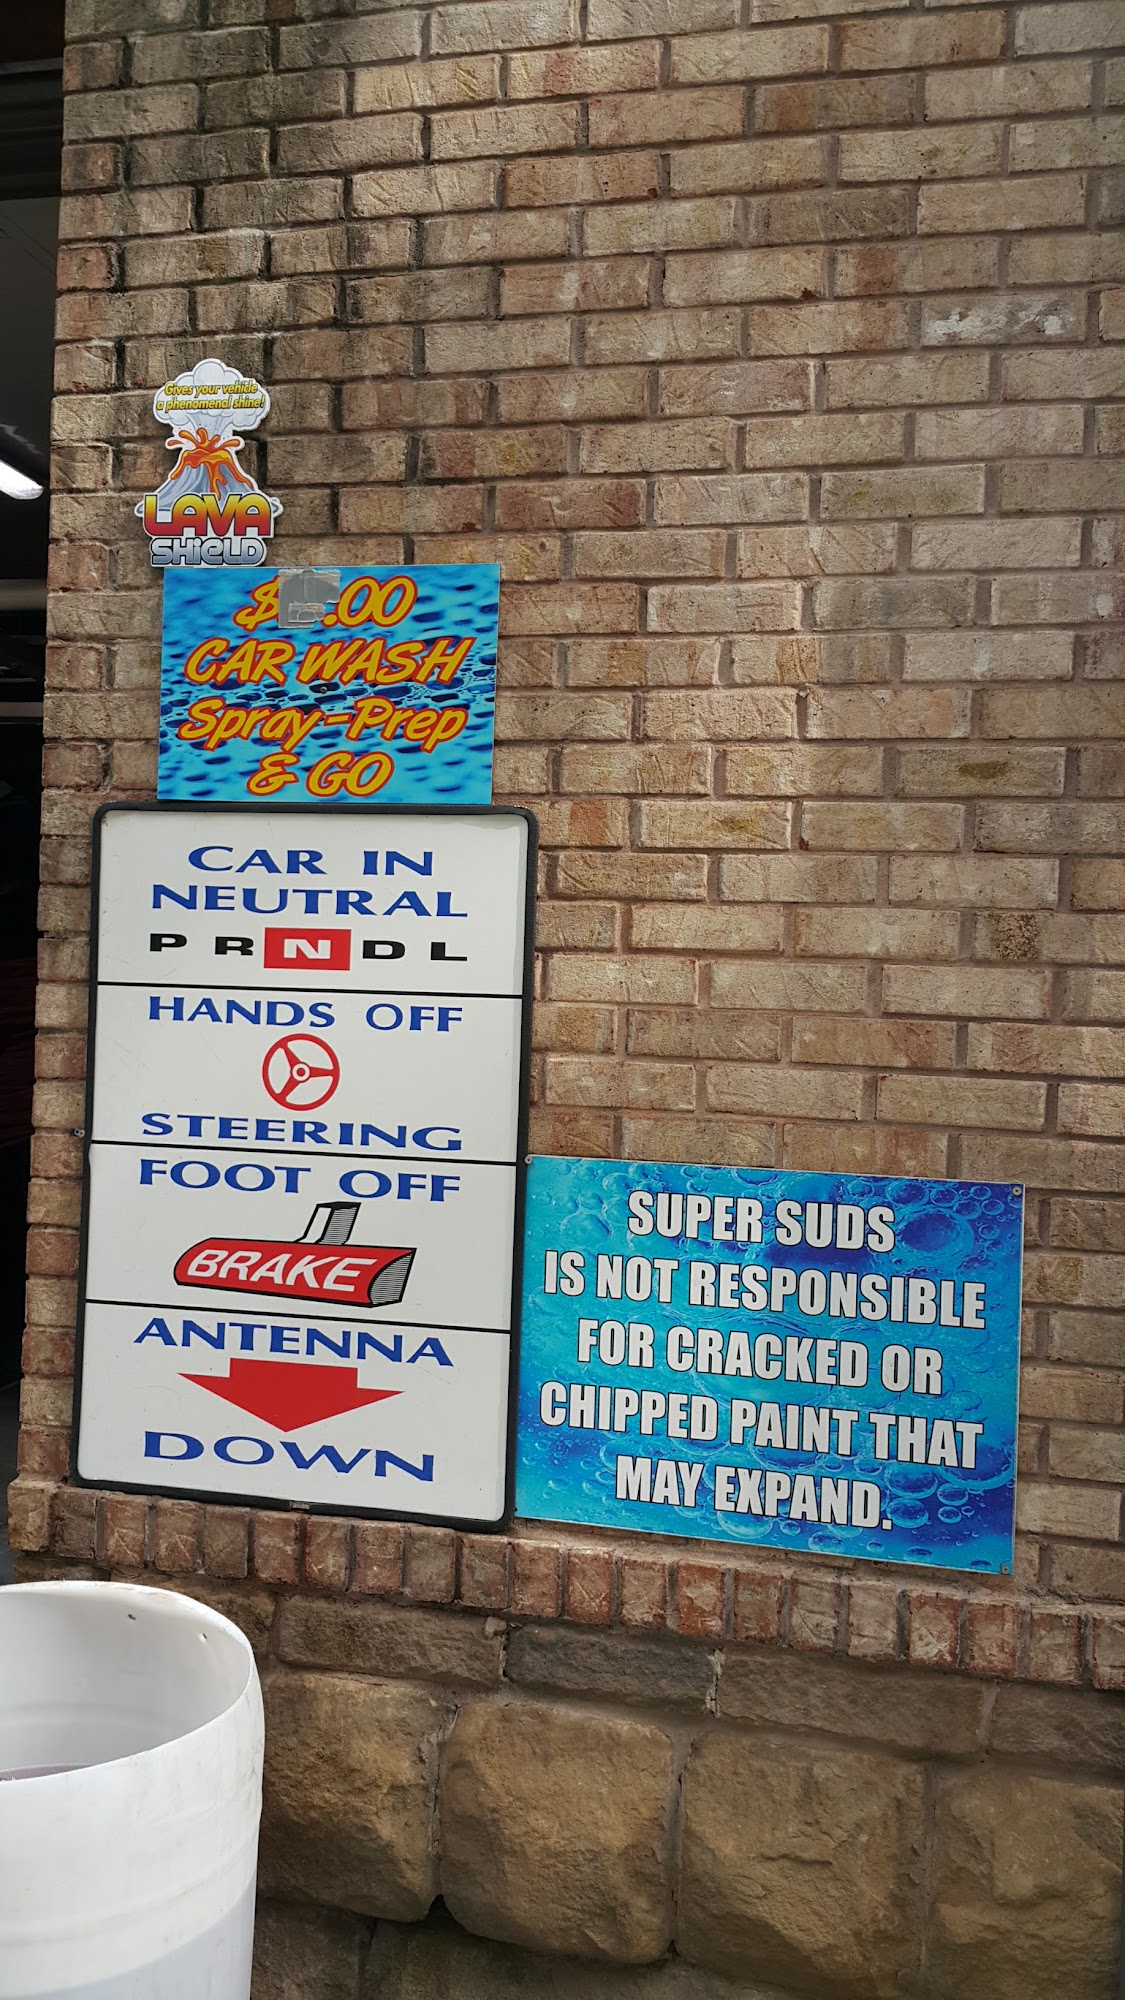 Gives your vehicle
a phenomenal shine!
LAVA
SHIELD
$ .00
CAR WASH
Spray-Prep
& GO
CAR IN
NEUTRAL
P R N D L
HANDS OFF
STEERING
FOOT OFF
BRAKE
ANTENNA
DOWN
SUPER SUDS
IS NOT RESPONSIBLE
FOR CRACKED OR
CHIPPED PAINT THAT
MAY EXPAND.